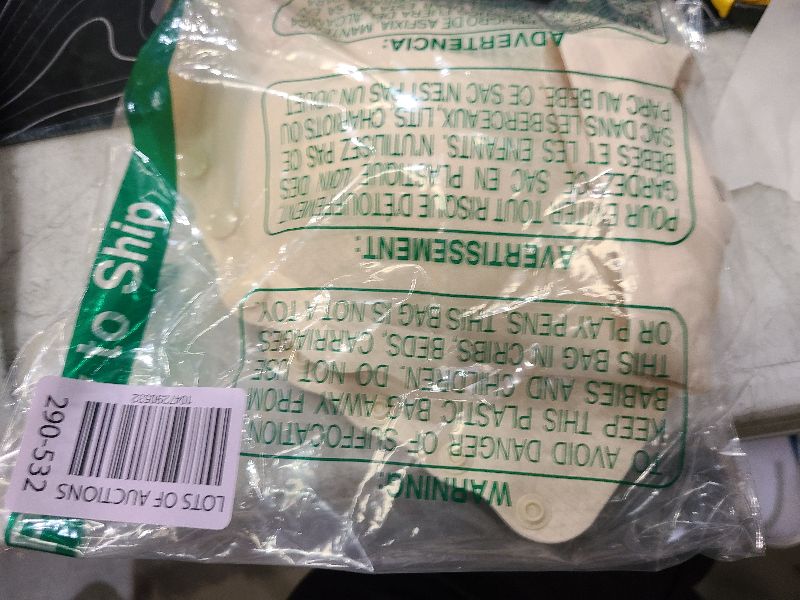 WARNING:
TO AVOID DANGER OF SUFFOCATION,
KEEP THIS PLASTIC BAG AWAY FROM
BABIES AND CHILDREN. DO NOT USE
THIS BAG IN CRIBS, BEDS, CARRIAGES
OR PLAY PENS. THIS BAG IS NOT A TOY.
AVERTISSEMENT:
POUR EVITER TOUT RISQUE D'ETOUFFEMENT,
GARDEZ CE SAC EN PLASTIQUE LOIN DES
BEBES ET LES ENFANTS. N'UTILISEZ PAS CE
SAC DANS LES BERCEAUX, LITS, CHARIOTS OU
PARC AU BEBE. CE SAC N'EST PAS UN JOUET.
ADVERTENCIA:
PELIGRO DE ASFIXIA
to Ship
LOTS OF AUCTIONS
1047290532
290-532